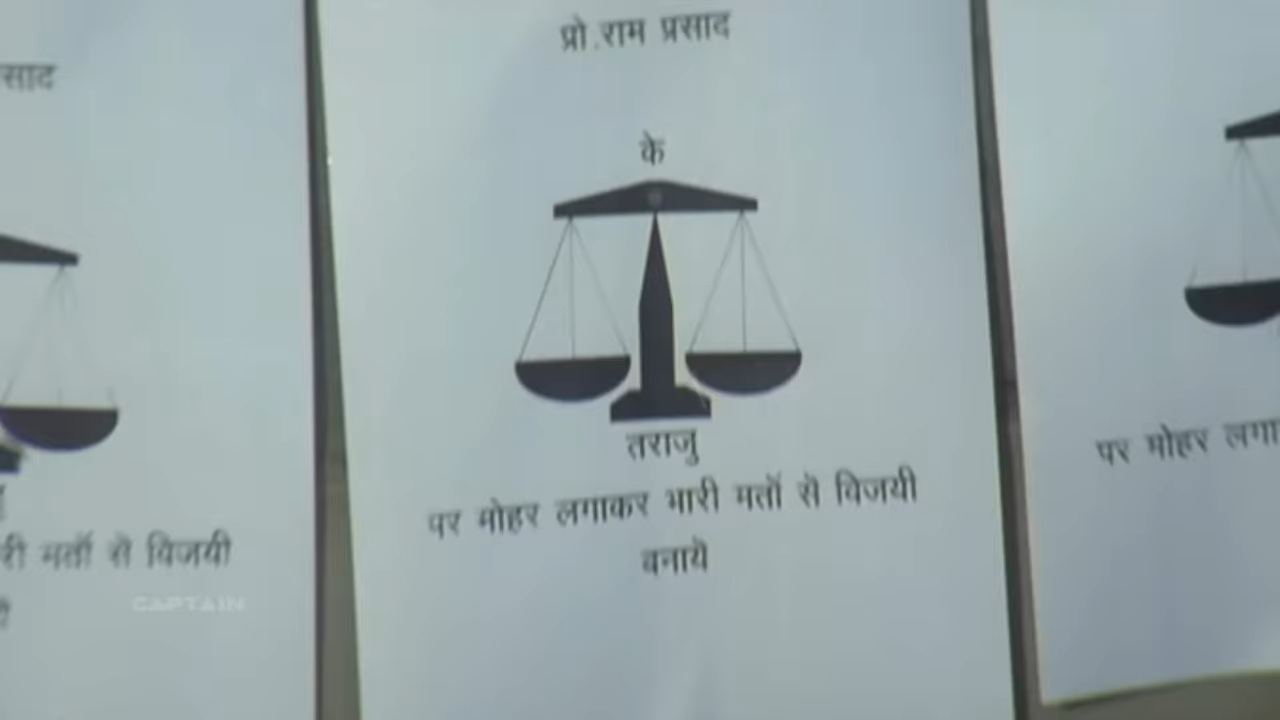 प्रो.राम प्रसाद
के
तराजु
पर मोहर लगाकर भारी मतों से विजयी
बनाये
साद
री मतों से विजयी
पर मोहर लगा
CAPTAIN